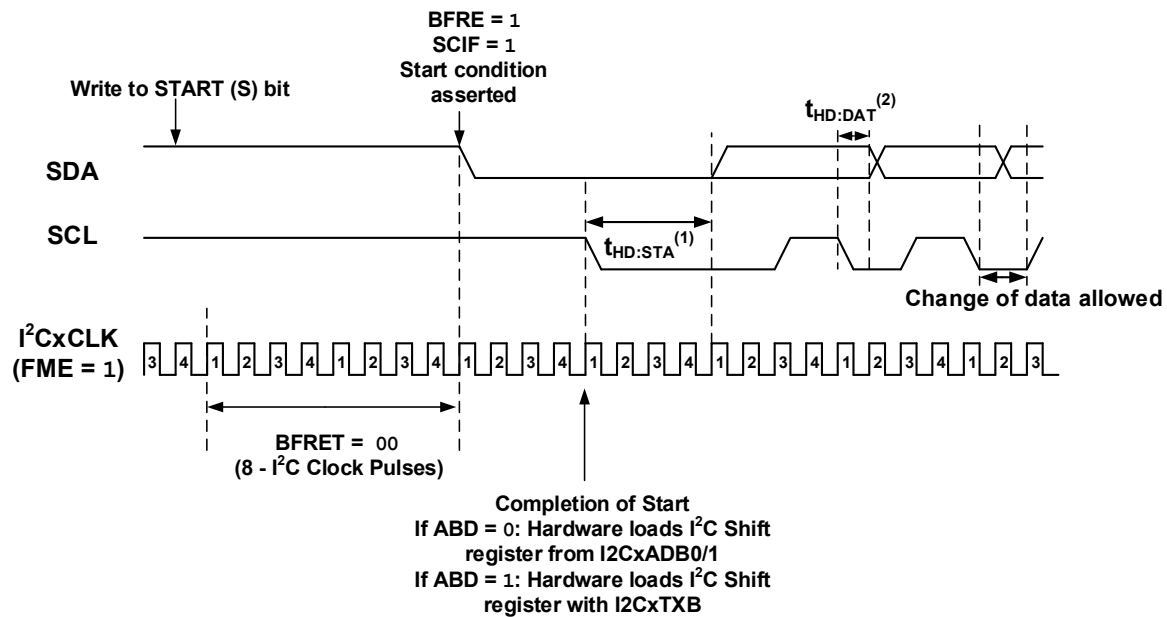 BFRE = 1
SCIF = 1
Start condition
asserted
Write to START (S) bit
tHD:DAT(2)
SDA
SCL
tHD:STA(1)
Change of data allowed
I2CxCLK
(FME = 1)
3 4 1 2 3 4 1 2 3 4 1 2 3 4 1 2 3 4 1 2 3 4 1 2 3 4 1 2 3
BFRET = 00
(8 - I2C Clock Pulses)
Completion of Start
If ABD = 0: Hardware loads I2C Shift
register from I2CxADB0/1
If ABD = 1: Hardware loads I2C Shift
register with I2CxTXB